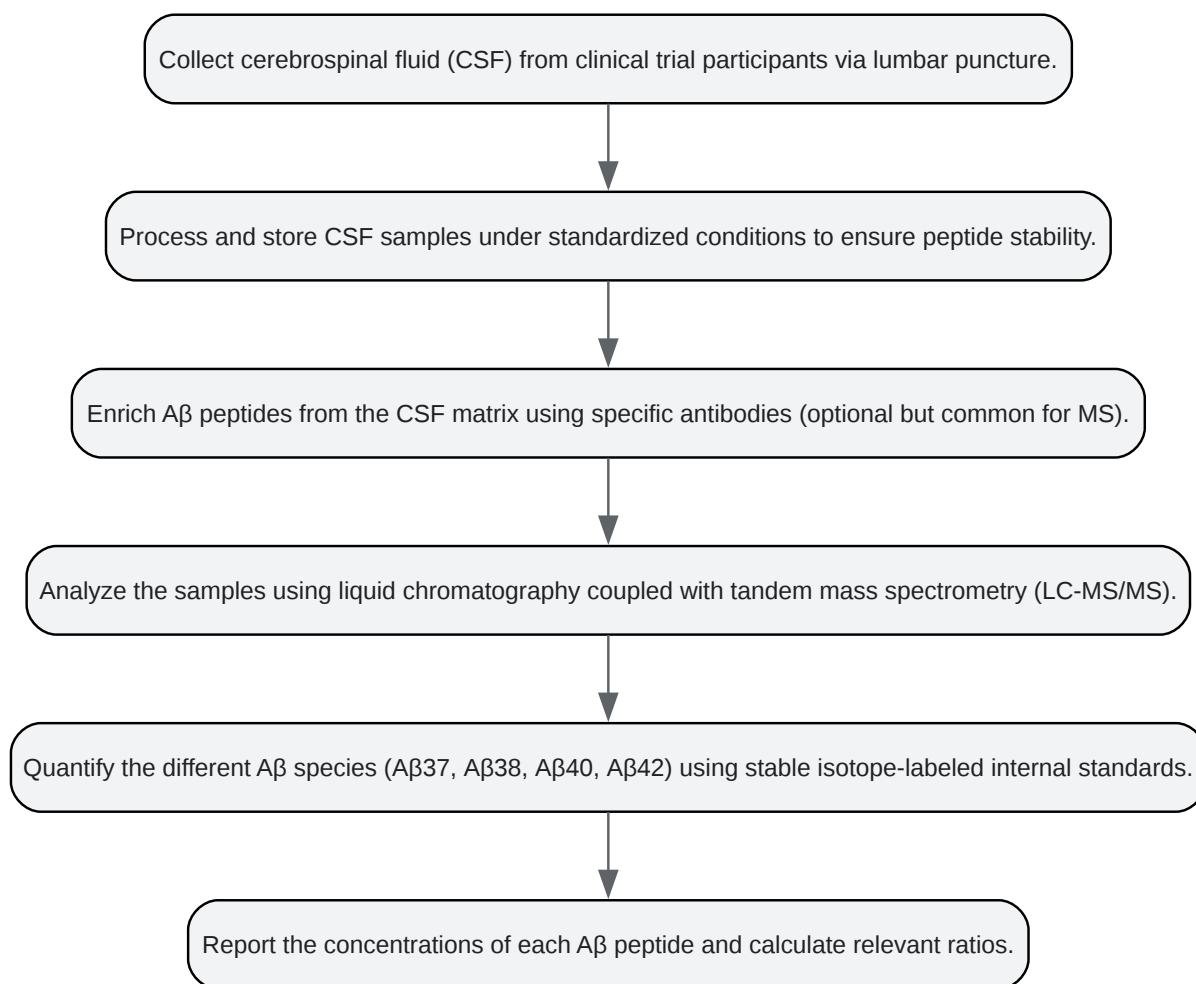 Collect cerebrospinal fluid (CSF) from clinical trial participants via lumbar puncture.
Process and store CSF samples under standardized conditions to ensure peptide stability.
Enrich Aβ peptides from the CSF matrix using specific antibodies (optional but common for MS).
Analyze the samples using liquid chromatography coupled with tandem mass spectrometry (LC-MS/MS).
Quantify the different Aβ species (Aβ37, Aβ38, Aβ40, Aβ42) using stable isotope-labeled internal standards.
Report the concentrations of each Aβ peptide and calculate relevant ratios.